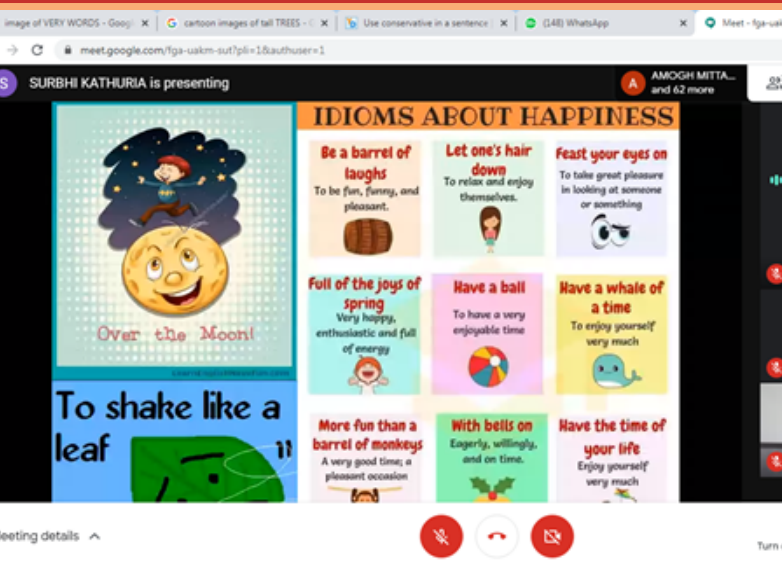 image of VERY WORDS - Googl
cartoon images of tall TREES - G
Use conservative in a sentence |
(148) WhatsApp
Meet - fga-uak
meet.google.com/fga-uakm-sut?pli=1&authuser=1
S
SURBHI KATHURIA is presenting
A
AMOGH MITTA...
and 62 more
Over the Moon!
To shake like a
leaf
IDIOMS ABOUT HAPPINESS
Be a barrel of
laughs
To be fun, funny, and
pleasant.
Let one's hair
down
To relax and enjoy
themselves.
Feast your eyes on
To take great pleasure
in looking at someone
or something
Full of the joys of
spring
Very happy,
enthusiastic and full
of energy
Have a ball
To have a very
enjoyable time
Have a whale of
a time
To enjoy yourself
very much
More fun than a
barrel of monkeys
A very good time; a
pleasant occasion
With bells on
Eagerly, willingly,
and on time.
Have the time of
your life
Enjoy yourself
very much
eeting details
Turn